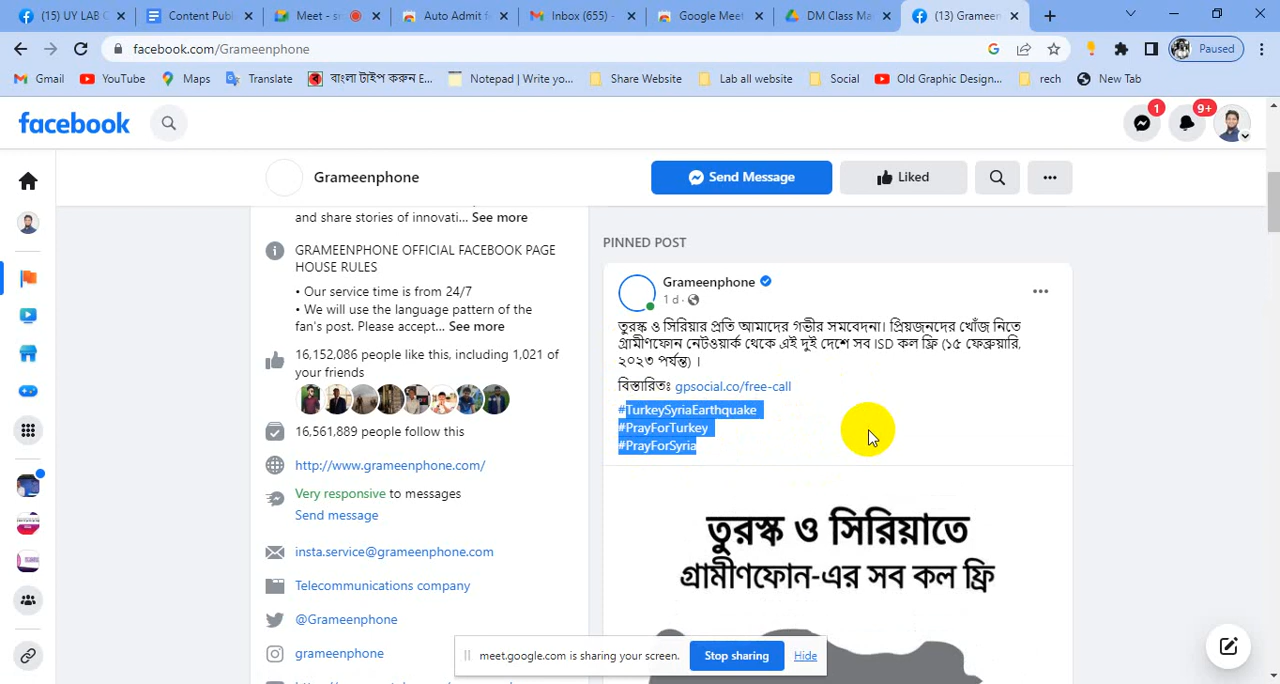 (15) UY LAB C
Content Public
Meet - s
Auto Admit f
Inbox (655) -
Google Meet
DM Class Ma
(13) Grameen
facebook.com/Grameenphone
Paused
Gmail
YouTube
Maps
Translate
বাংলা টাইপ করুন E...
Notepad | Write yo...
Share Website
Lab all website
Social
Old Graphic Design...
rech
New Tab
facebook
1
9+
Grameenphone
Send Message
Liked
and share stories of innovati... See more
GRAMEENPHONE OFFICIAL FACEBOOK PAGE
HOUSE RULES
• Our service time is from 24/7
• We will use the language pattern of the
fan's post. Please accept... See more
16,152,086 people like this, including 1,021 of
your friends
16,561,889 people follow this
http://www.grameenphone.com/
Very responsive to messages
Send message
insta.service@grameenphone.com
Telecommunications company
@Grameenphone
grameenphone
PINNED POST
Grameenphone
1 d ·
তুরস্ক ও সিরিয়ার প্রতি আমাদের গভীর সমবেদনা। প্রিয়জনদের খোঁজ নিতে
গ্রামীণফোন নেটওয়ার্ক থেকে এই দুই দেশে সব ISD কল ফ্রি (১৫ ফেব্রুয়ারি,
২০২৩ পর্যন্ত) ।
বিস্তারিতঃ gpsocial.co/free-call
#TurkeySyriaEarthquake
#PrayForTurkey
#PrayForSyria
তুরস্ক ও সিরিয়াতে
গ্রামীণফোন-এর সব কল ফ্রি
meet.google.com is sharing your screen.
Stop sharing
Hide